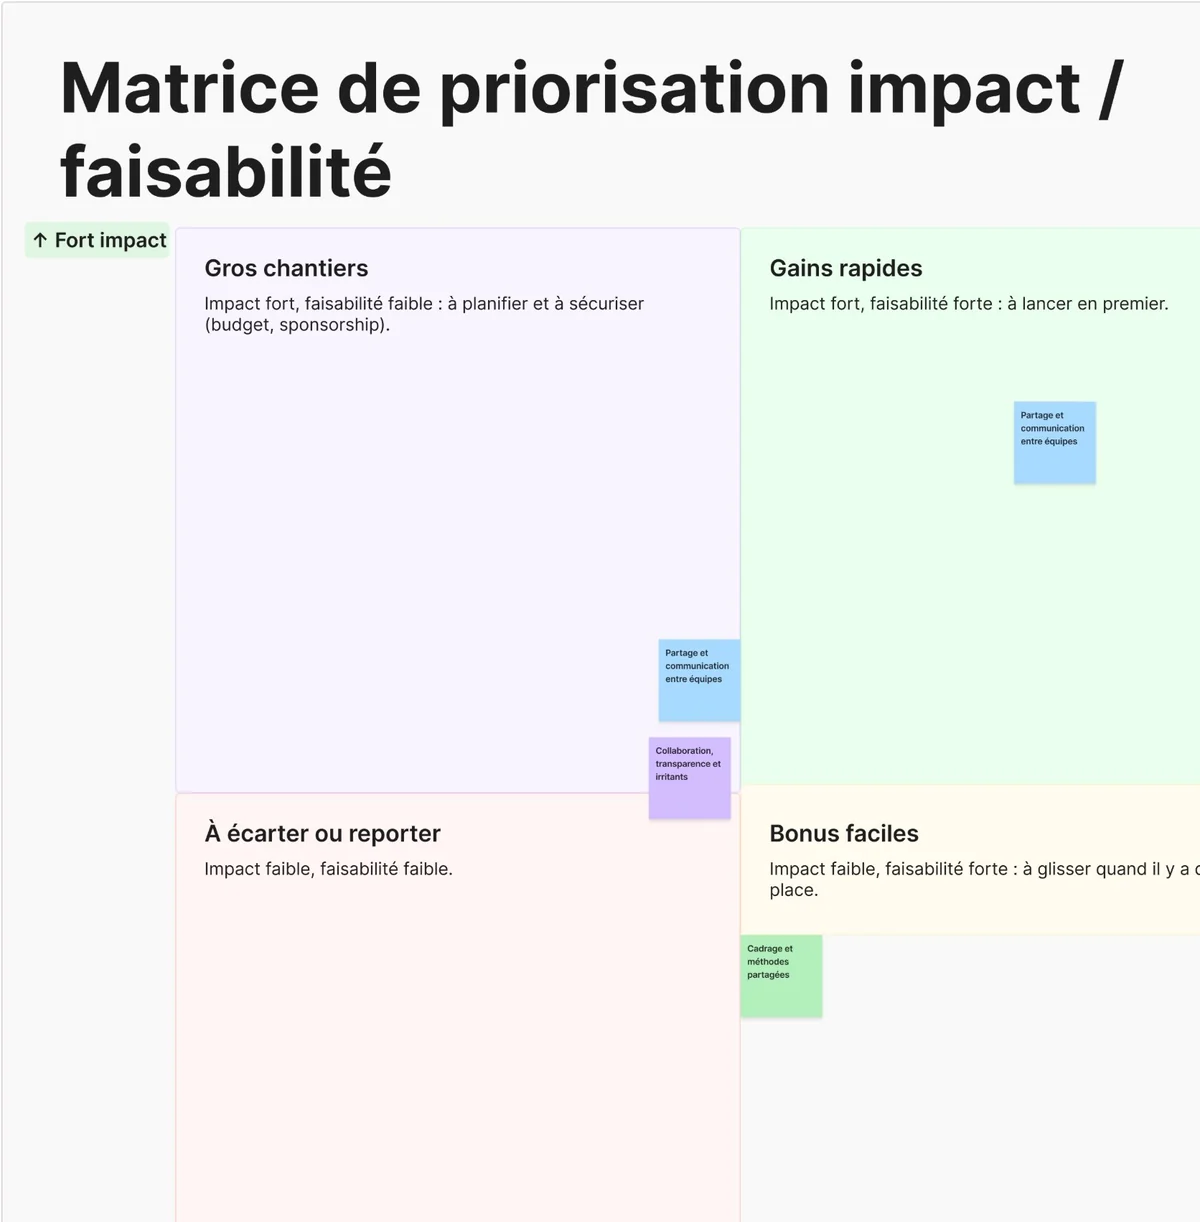 Matrice de priorisation impact /
faisabilité
↑ Fort impact
Gros chantiers
Impact fort, faisabilité faible : à planifier et à sécuriser
(budget, sponsorship).
Gains rapides
Impact fort, faisabilité forte : à lancer en premier.
Partage et
communication
entre équipes
Partage et
communication
entre équipes
Collaboration,
transparence et
irritants
À écarter ou reporter
Impact faible, faisabilité faible.
Bonus faciles
Impact faible, faisabilité forte : à glisser quand il y a
place.
Cadrage et
méthodes
partagées